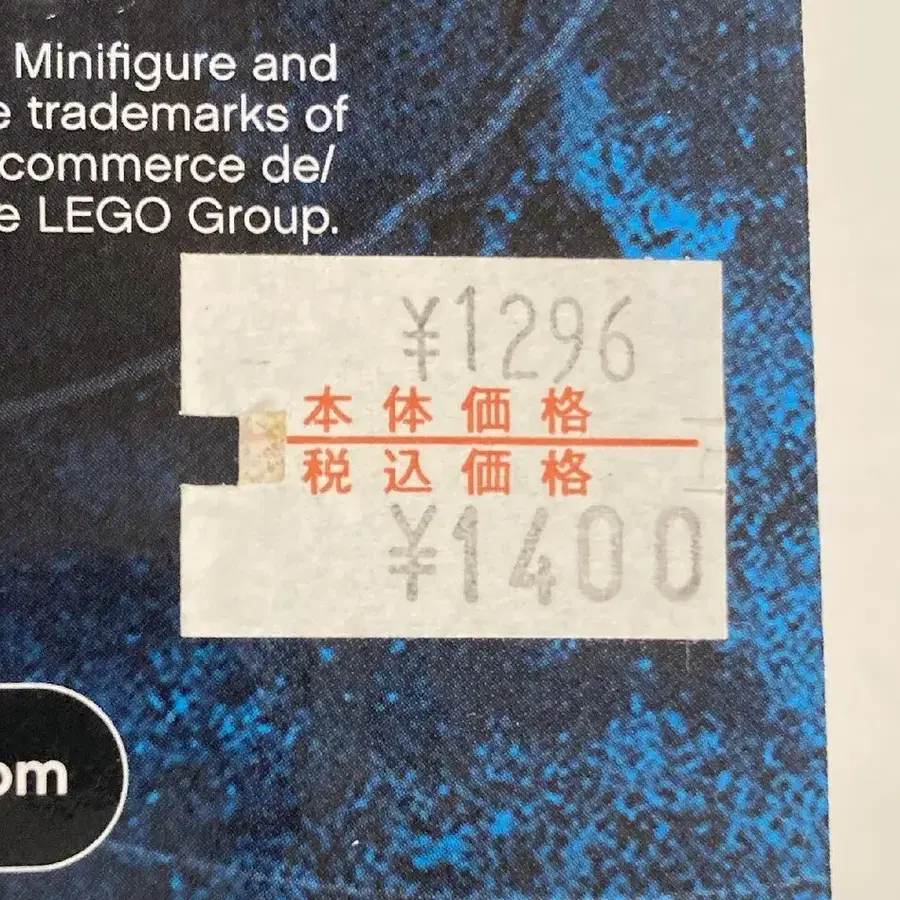 Minifigure and
e trademarks of
commerce de/
e LEGO Group.
¥1296
本体価格
税込価格
¥1400
om